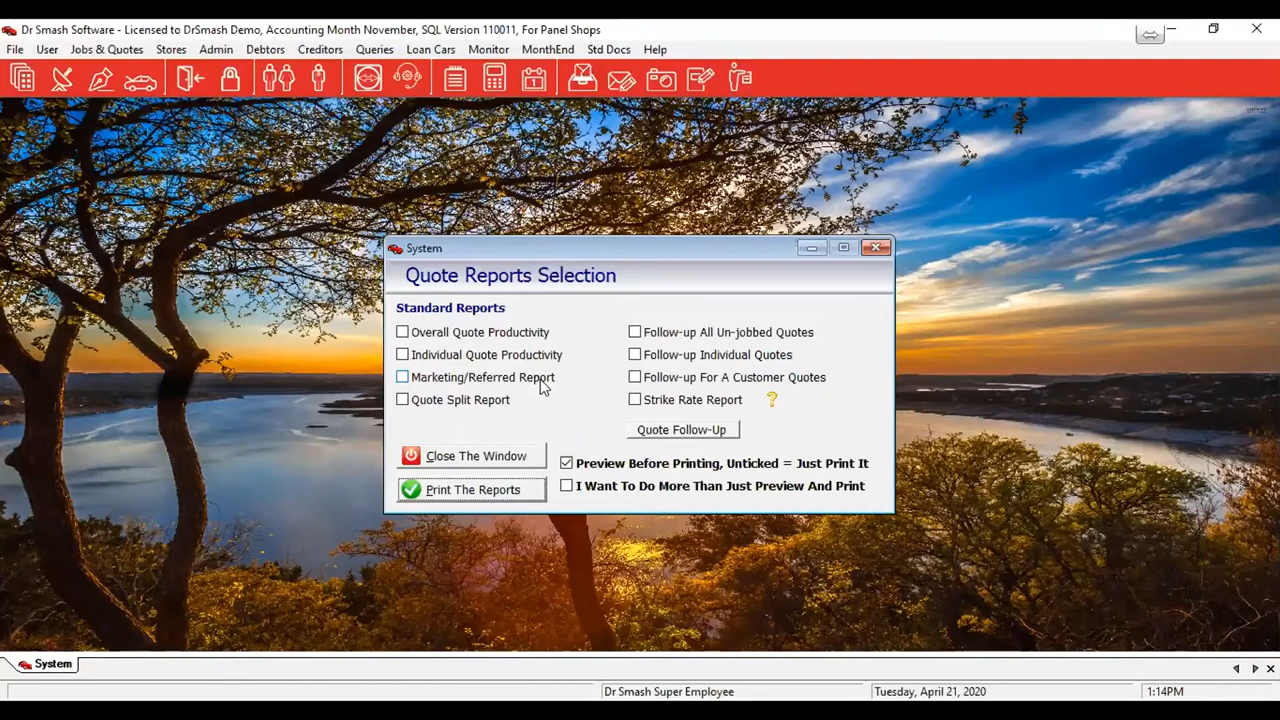 Dr Smash Software - Licensed to DrSmash Demo, Accounting Month November, SQL Version 110011, For Panel Shops
File User Jobs & Quotes Stores Admin Debtors Creditors Queries Loan Cars Monitor MonthEnd Std Docs Help
System
Quote Reports Selection
Standard Reports
Overall Quote Productivity
Follow-up All Un-jobbed Quotes
Individual Quote Productivity
Follow-up Individual Quotes
Marketing/Referred Report
Follow-up For A Customer Quotes
Quote Split Report
Strike Rate Report ?
Quote Follow-Up
Close The Window
Preview Before Printing, Unticked = Just Print It
Print The Reports
I Want To Do More Than Just Preview And Print
System
Dr Smash Super Employee Tuesday, April 21, 2020 1:14PM